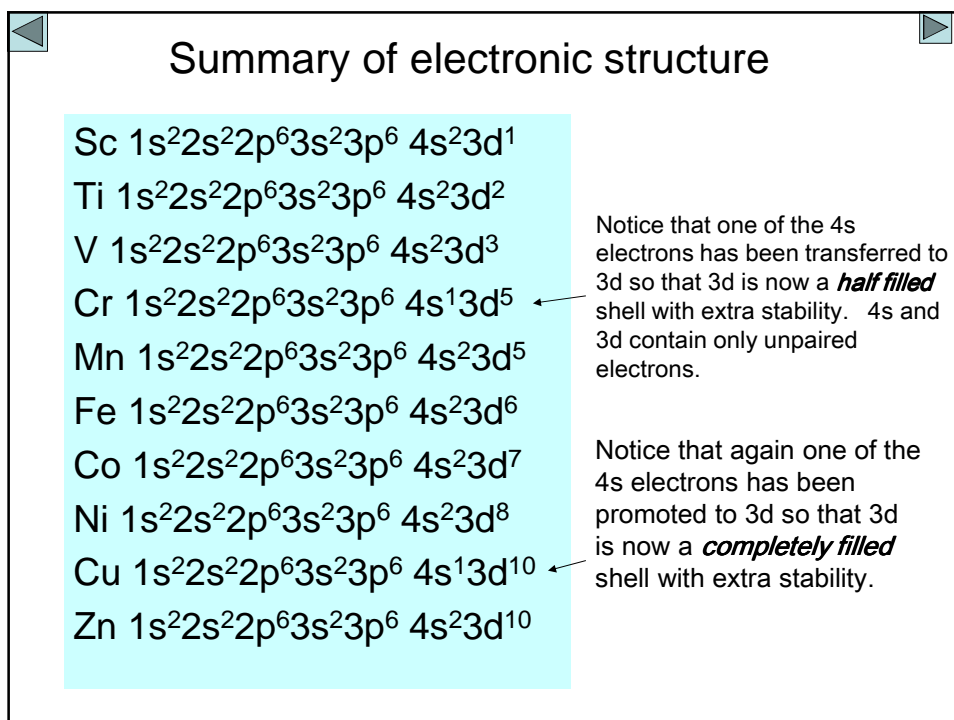 Summary of electronic structure
Sc 1s²2s²2p⁶3s²3p⁶ 4s²3d¹
Ti 1s²2s²2p⁶3s²3p⁶ 4s²3d²
V 1s²2s²2p⁶3s²3p⁶ 4s²3d³
Cr 1s²2s²2p⁶3s²3p⁶ 4s¹3d⁵
Mn 1s²2s²2p⁶3s²3p⁶ 4s²3d⁵
Fe 1s²2s²2p⁶3s²3p⁶ 4s²3d⁶
Co 1s²2s²2p⁶3s²3p⁶ 4s²3d⁷
Ni 1s²2s²2p⁶3s²3p⁶ 4s²3d⁸
Cu 1s²2s²2p⁶3s²3p⁶ 4s¹3d¹⁰
Zn 1s²2s²2p⁶3s²3p⁶ 4s²3d¹⁰
Notice that one of the 4s
electrons has been transferred to
3d so that 3d is now a half filled
shell with extra stability. 4s and
3d contain only unpaired
electrons.
Notice that again one of the
4s electrons has been
promoted to 3d so that 3d
is now a completely filled
shell with extra stability.